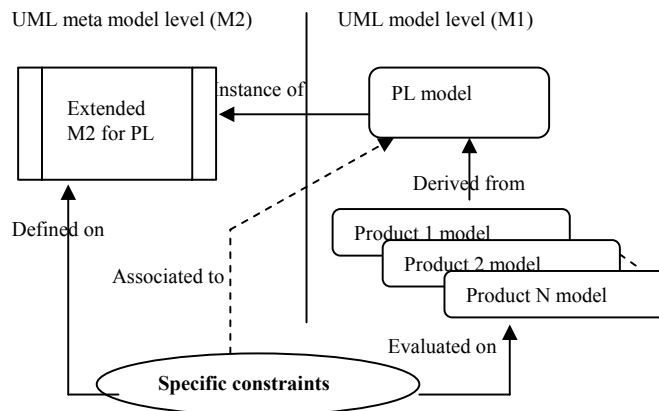 UML meta model level (M2)
UML model level (M1)
Instance of
Extended
M2 for PL
PL model
Derived from
Defined on
Product 1 model
Product 2 model
Product N model
Associated to
Evaluated on
Specific constraints